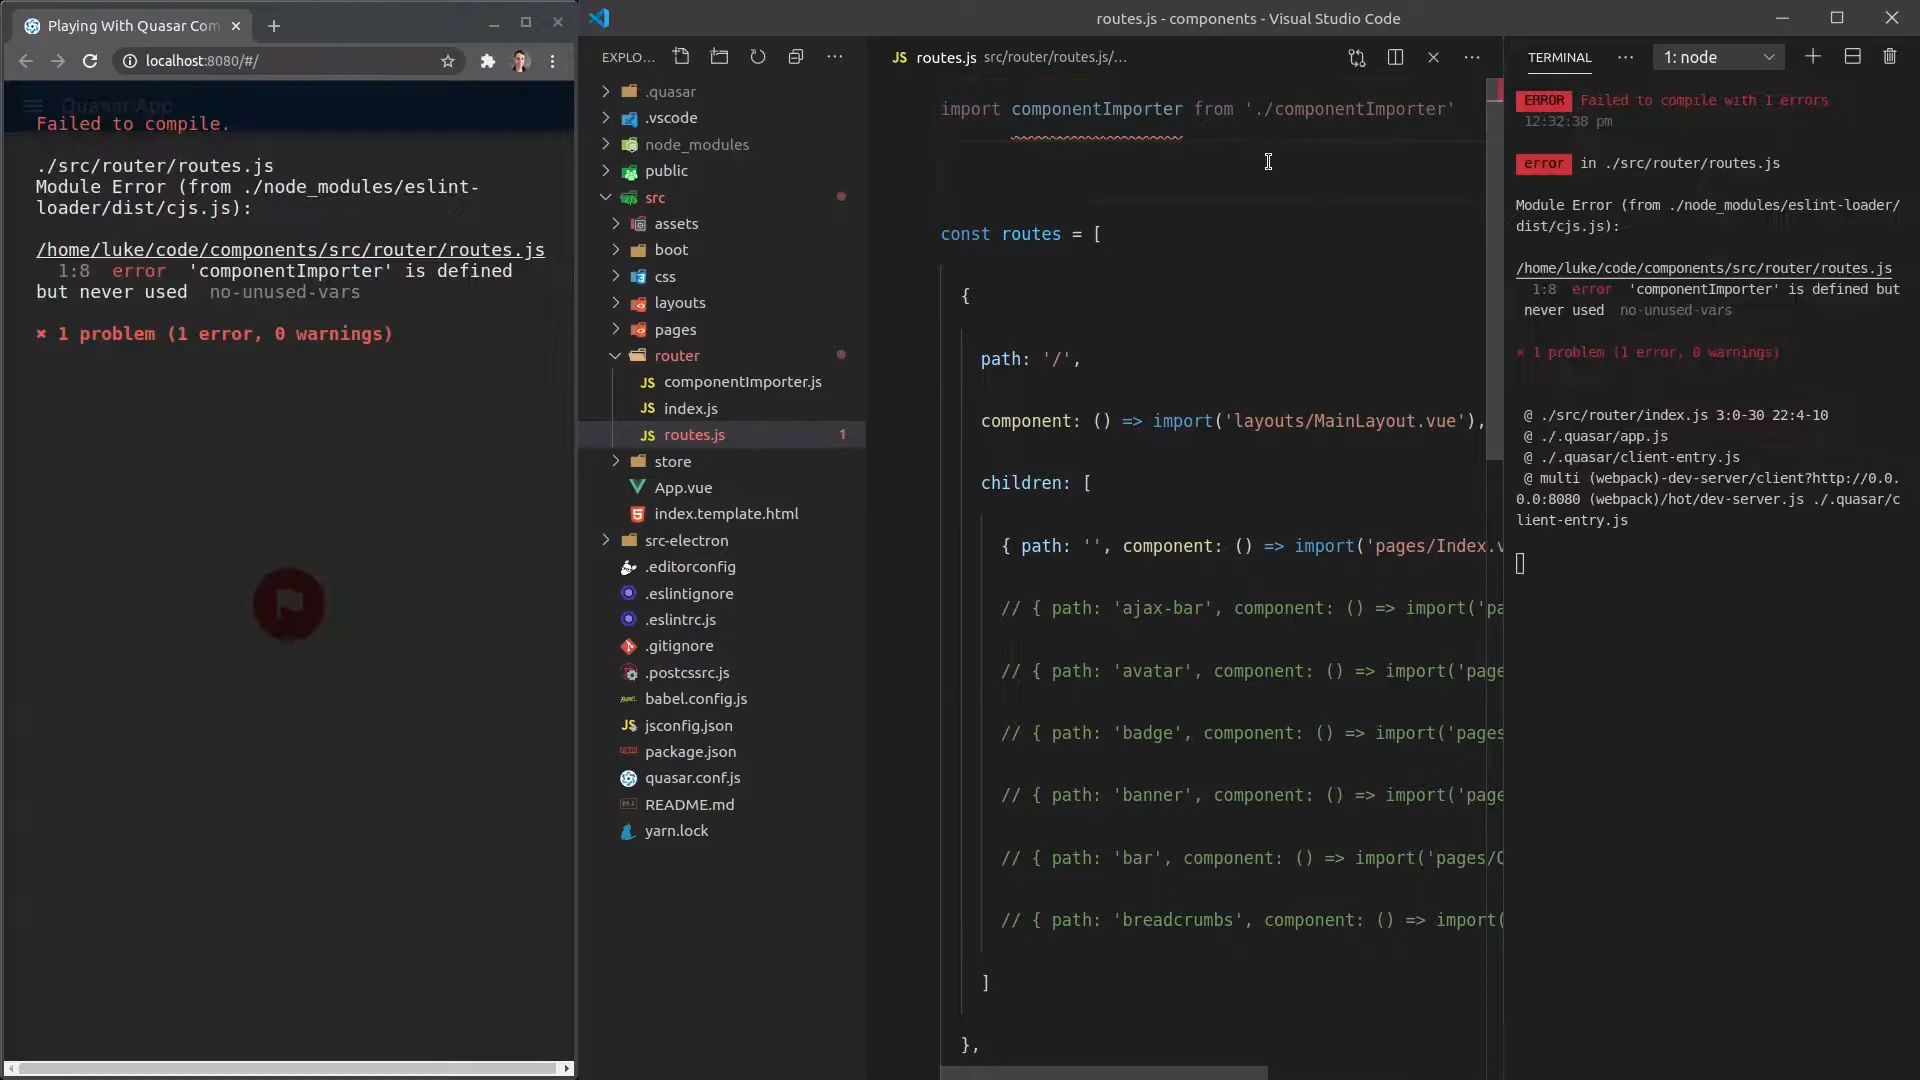 Playing With Quasar Com
localhost:8080/#/
Quasar App
Failed to compile.
./src/router/routes.js
Module Error (from ./node_modules/eslint-
loader/dist/cjs.js):
/home/luke/code/components/src/router/routes.js
1:8 error 'componentImporter' is defined
but never used no-unused-vars
✖ 1 problem (1 error, 0 warnings)
routes.js - components - Visual Studio Code
EXPLO...
.quasar
.vscode
node_modules
public
src
assets
boot
css
layouts
pages
router
JS componentImporter.js
JS index.js
JS routes.js 1
store
App.vue
index.template.html
src-electron
.editorconfig
.eslintignore
.eslintrc.js
.gitignore
.postcssrc.js
babel.config.js
JS jsconfig.json
package.json
quasar.conf.js
README.md
yarn.lock
JS routes.js src/router/routes.js/...
import componentImporter from './componentImporter'
const routes = [
{
path: '/',
component: () => import('layouts/MainLayout.vue'),
children: [
{ path: '', component: () => import('pages/Index.v
// { path: 'ajax-bar', component: () => import('pa
// { path: 'avatar', component: () => import('page
// { path: 'badge', component: () => import('pages
// { path: 'banner', component: () => import('page
// { path: 'bar', component: () => import('pages/
// { path: 'breadcrumbs', component: () => import(
]
},
TERMINAL ... 1: node
ERROR Failed to compile with 1 errors
12:32:38 pm
error in ./src/router/routes.js
Module Error (from ./node_modules/eslint-loader/
dist/cjs.js):
/home/luke/code/components/src/router/routes.js
1:8 error 'componentImporter' is defined but
never used no-unused-vars
✖ 1 problem (1 error, 0 warnings)
@ ./src/router/index.js 3:0-30 22:4-10
@ ./.quasar/app.js
@ ./.quasar/client-entry.js
@ multi (webpack)-dev-server/client?http://0.0.
0.0:8080 (webpack)/hot/dev-server.js ./.quasar/c
lient-entry.js